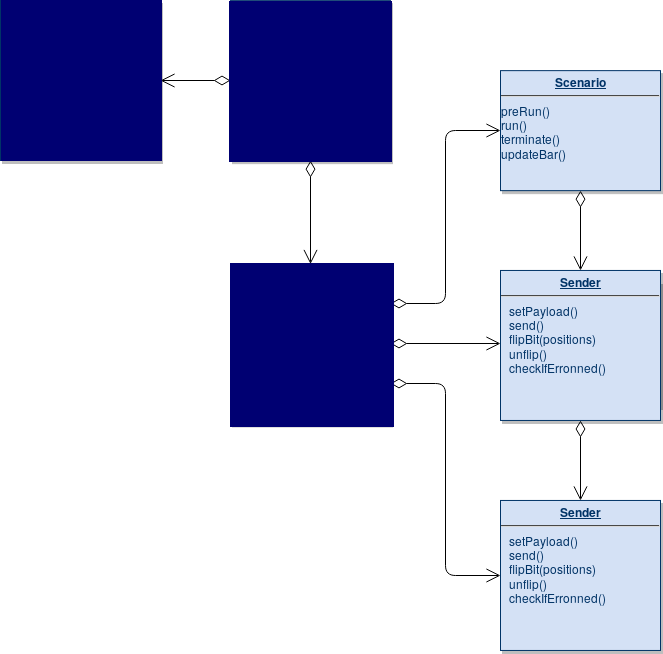 Scenario
preRun()
run()
terminate()
updateBar()
Sender
setPayload()
send()
flipBit(positions)
unflip()
checkIfErronned()
Sender
setPayload()
send()
flipBit(positions)
unflip()
checkIfErronned()